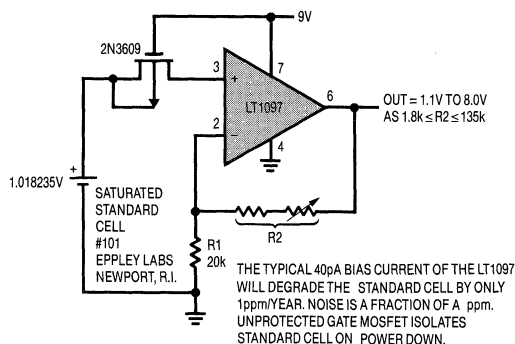 9V
2N3609
3
7
+
LT1097
6
OUT = 1.1V TO 8.0V
AS 1.8k ≤ R2 ≤ 135k
2
−
4
+
1.018235V
SATURATED
STANDARD
CELL
#101
EPPLEY LABS
NEWPORT, R.I.
R2
R1
20k
THE TYPICAL 40pA BIAS CURRENT OF THE LT1097
WILL DEGRADE THE STANDARD CELL BY ONLY
1ppm/YEAR. NOISE IS A FRACTION OF A ppm.
UNPROTECTED GATE MOSFET ISOLATES
STANDARD CELL ON POWER DOWN.